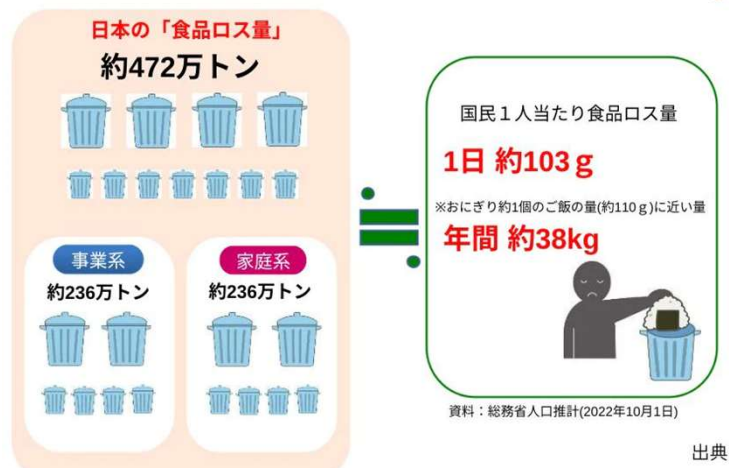 日本の「食品ロス量」
約472万トン
事業系
約236万トン
家庭系
約236万トン
国民１人当たり食品ロス量
1日 約103ｇ
※おにぎり約1個のご飯の量(約110ｇ)に近い量
年間 約38kg
資料：総務省人口推計(2022年10月1日)
出典